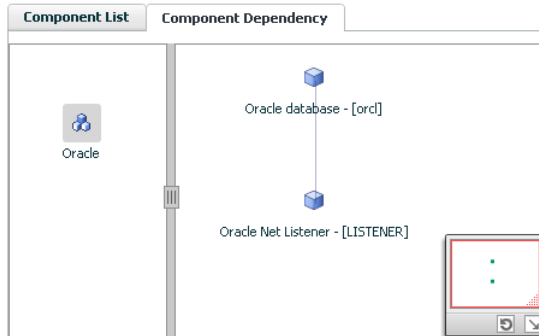 Component List
Component Dependency
Oracle
Oracle database - [orcl]
Oracle Net Listener - [LISTENER]